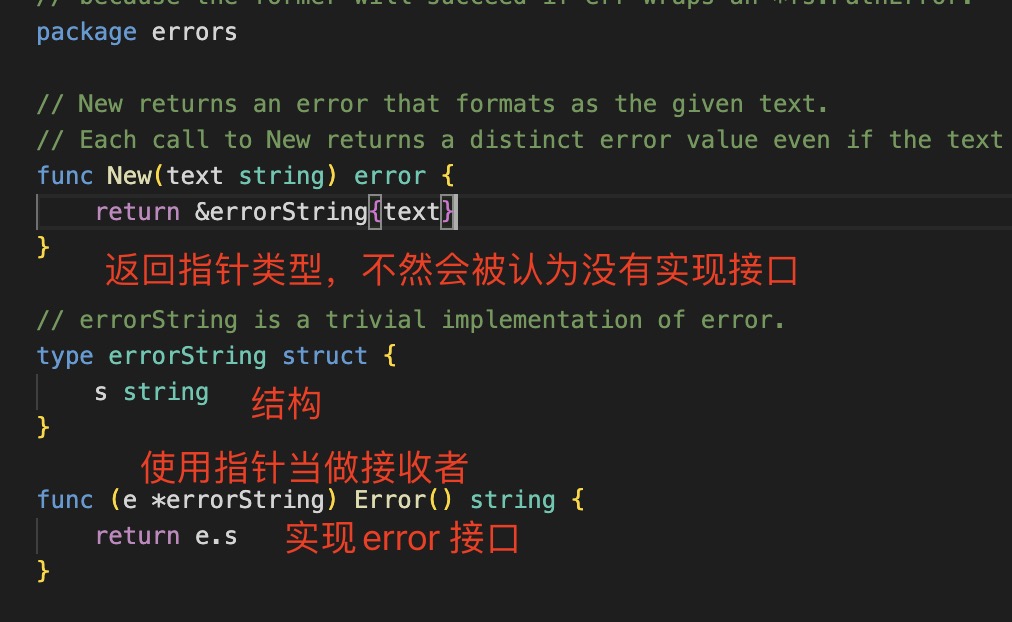 // because the former will succeed if err wraps an *fs.PathError.
package errors
// New returns an error that formats as the given text.
// Each call to New returns a distinct error value even if the text
func New(text string) error {
    return &errorString{text}
}
返回指针类型，不然会被认为没有实现接口
// errorString is a trivial implementation of error.
type errorString struct {
    s string 结构
}
使用指针当做接收者
func (e *errorString) Error() string {
    return e.s 实现 error 接口
}